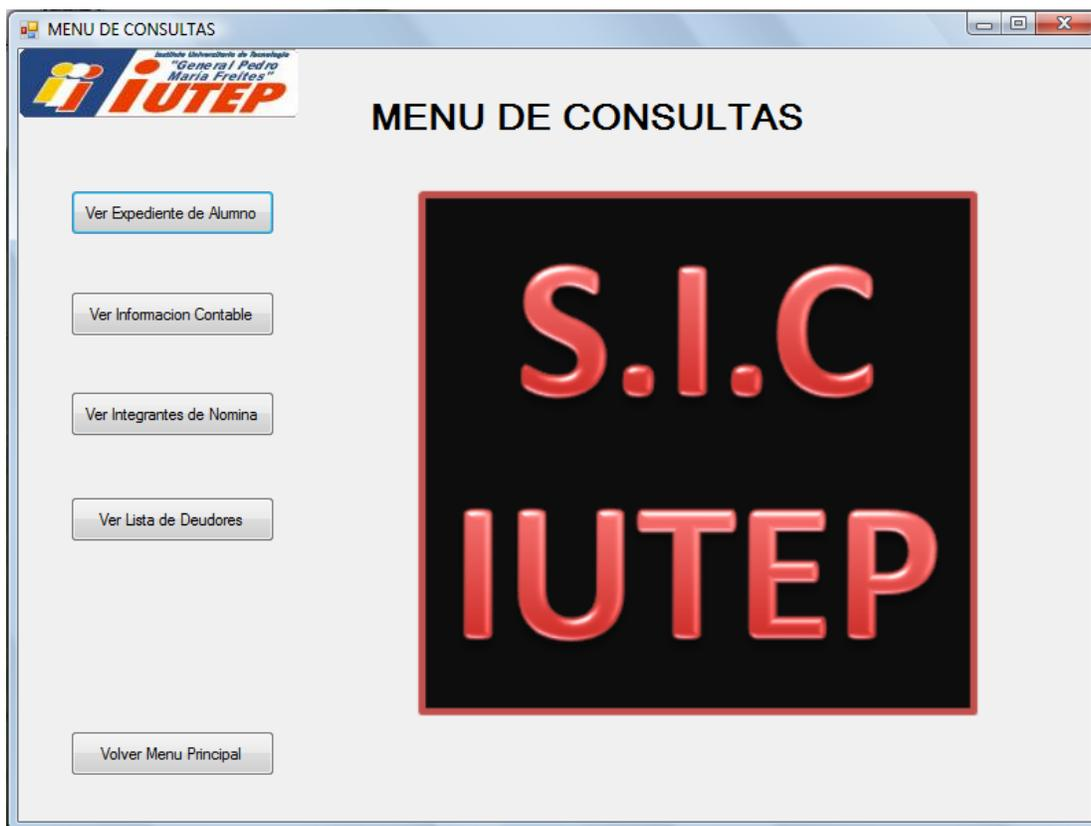 MENU DE CONSULTAS
Instituto Universitario de Tecnología
"General Pedro
María Freites"
IUTEP
MENU DE CONSULTAS
Ver Expediente de Alumno
Ver Informacion Contable
Ver Integrantes de Nomina
Ver Lista de Deudores
Volver Menu Principal
S.I.C
IUTEP